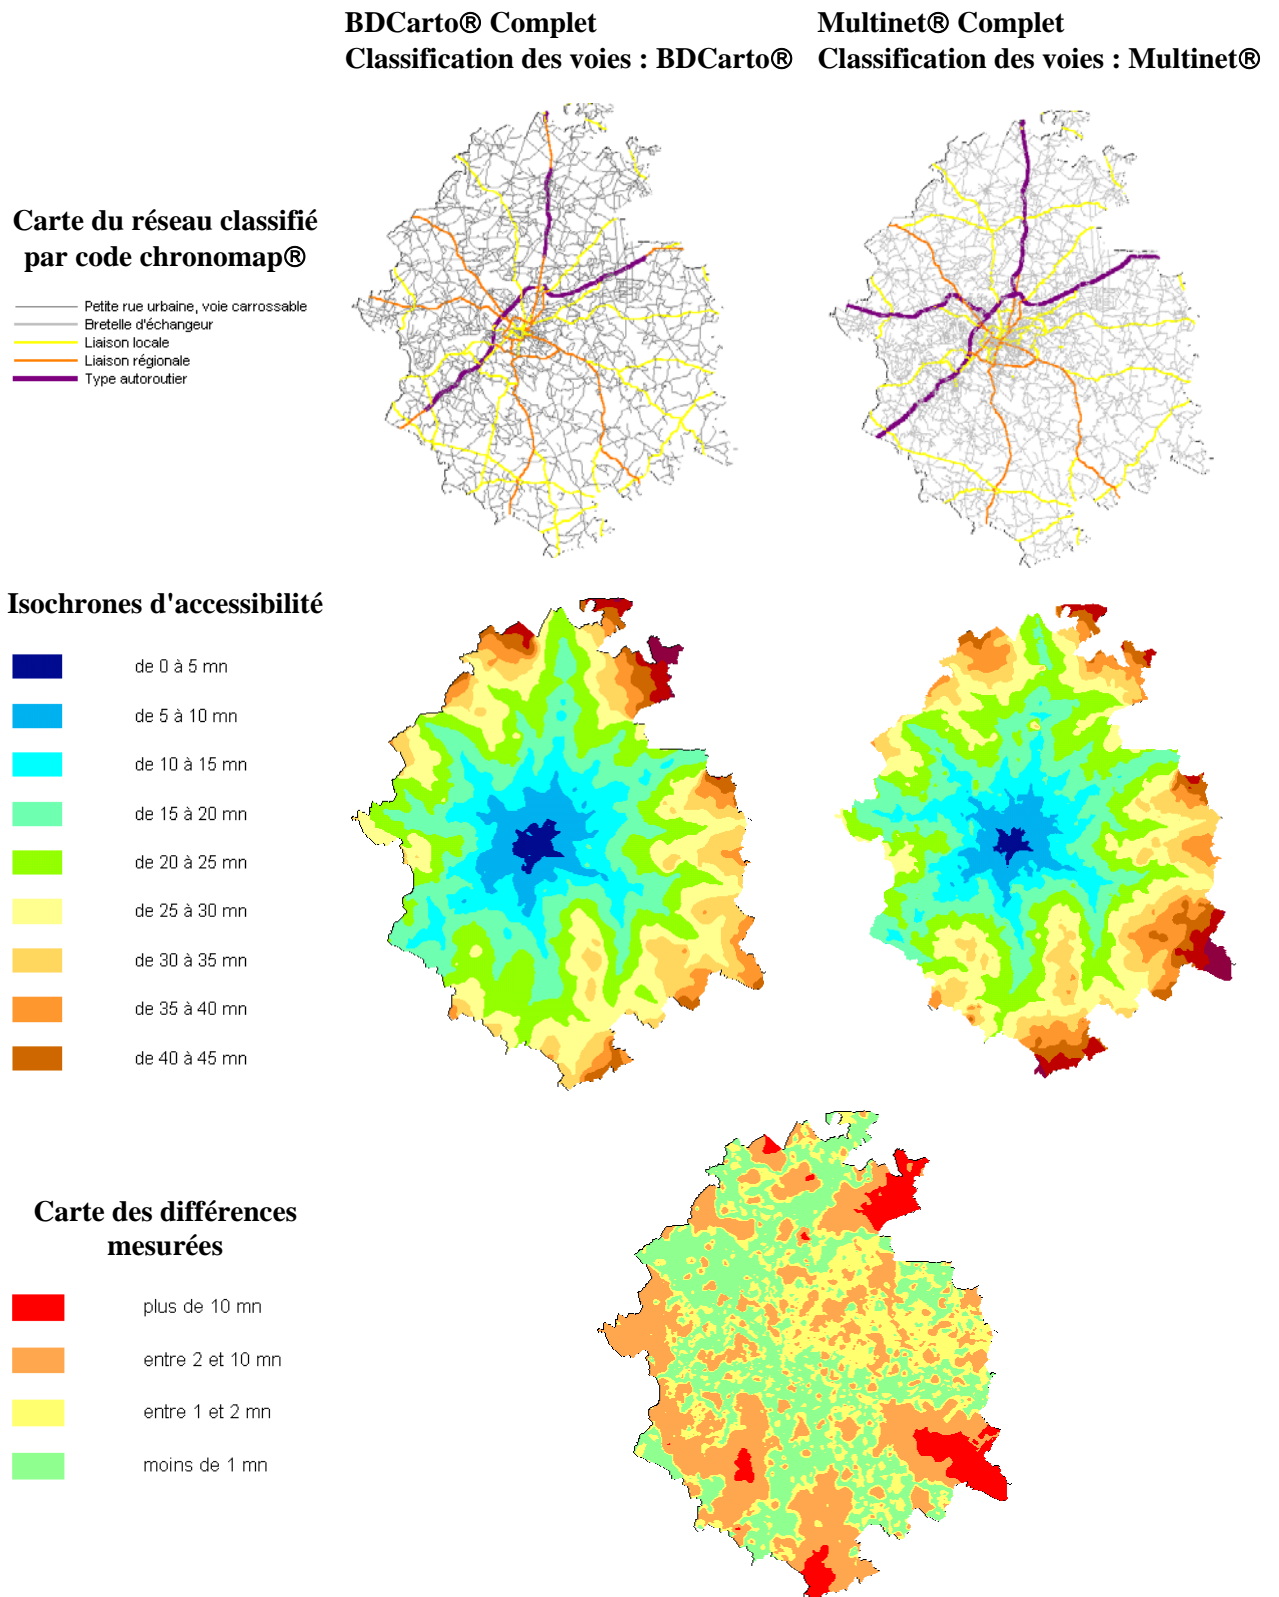 BDCarto® Complet
Classification des voies : BDCarto®
Multinet® Complet
Classification des voies : Multinet®
Carte du réseau classifié
par code chronomap®
Petite rue urbaine, voie carrossable
Bretelle d'échangeur
Liaison locale
Liaison régionale
Type autoroutier
Isochrones d'accessibilité
de 0 à 5 mn
de 5 à 10 mn
de 10 à 15 mn
de 15 à 20 mn
de 20 à 25 mn
de 25 à 30 mn
de 30 à 35 mn
de 35 à 40 mn
de 40 à 45 mn
Carte des différences
mesurées
plus de 10 mn
entre 2 et 10 mn
entre 1 et 2 mn
moins de 1 mn